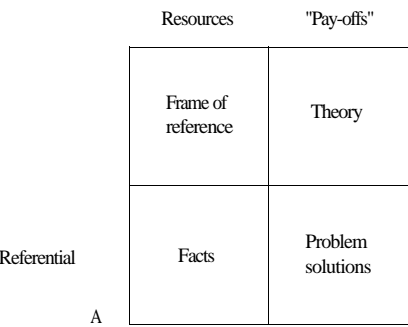 Resources "Pay-offs"
Frame of
reference
Theory
Referential
Facts
Problem
solutions
A